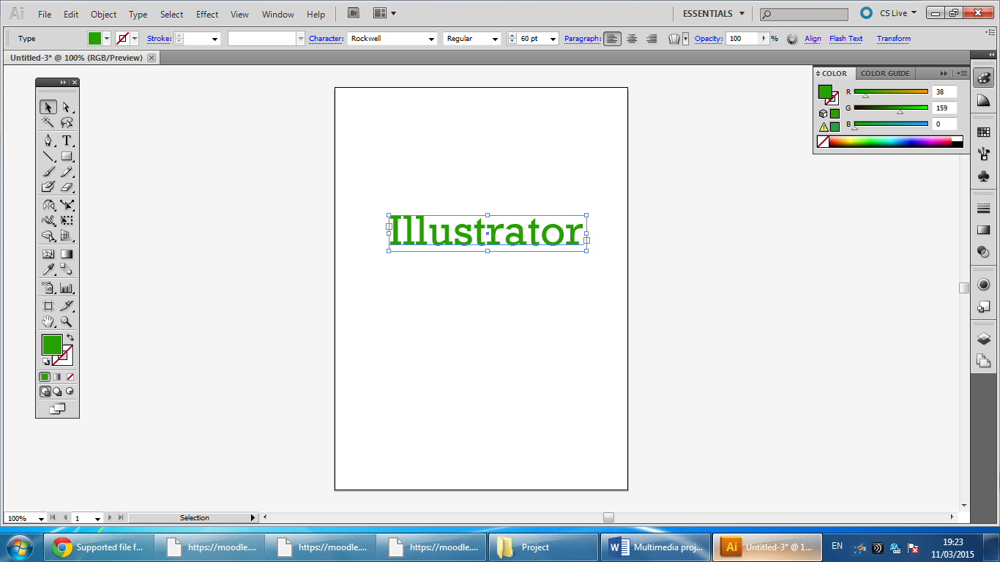 Ai File Edit Object Type Select Effect View Window Help Br ESSENTIALS CS Live
Type Stroke: Character: Rockwell Regular 60 pt Paragraph: Opacity: 100 % Align Flash Text Transform
Untitled-3* @ 100% (RGB/Preview)
COLOR COLOR GUIDE
R 38
G 159
B 0
T
Illustrator
100% 1 Selection
Supported file f... https://moodle.... https://moodle.... https://moodle.... Project Multimedia proj... Ai Untitled-3* @ 1... EN 19:23
11/03/2015